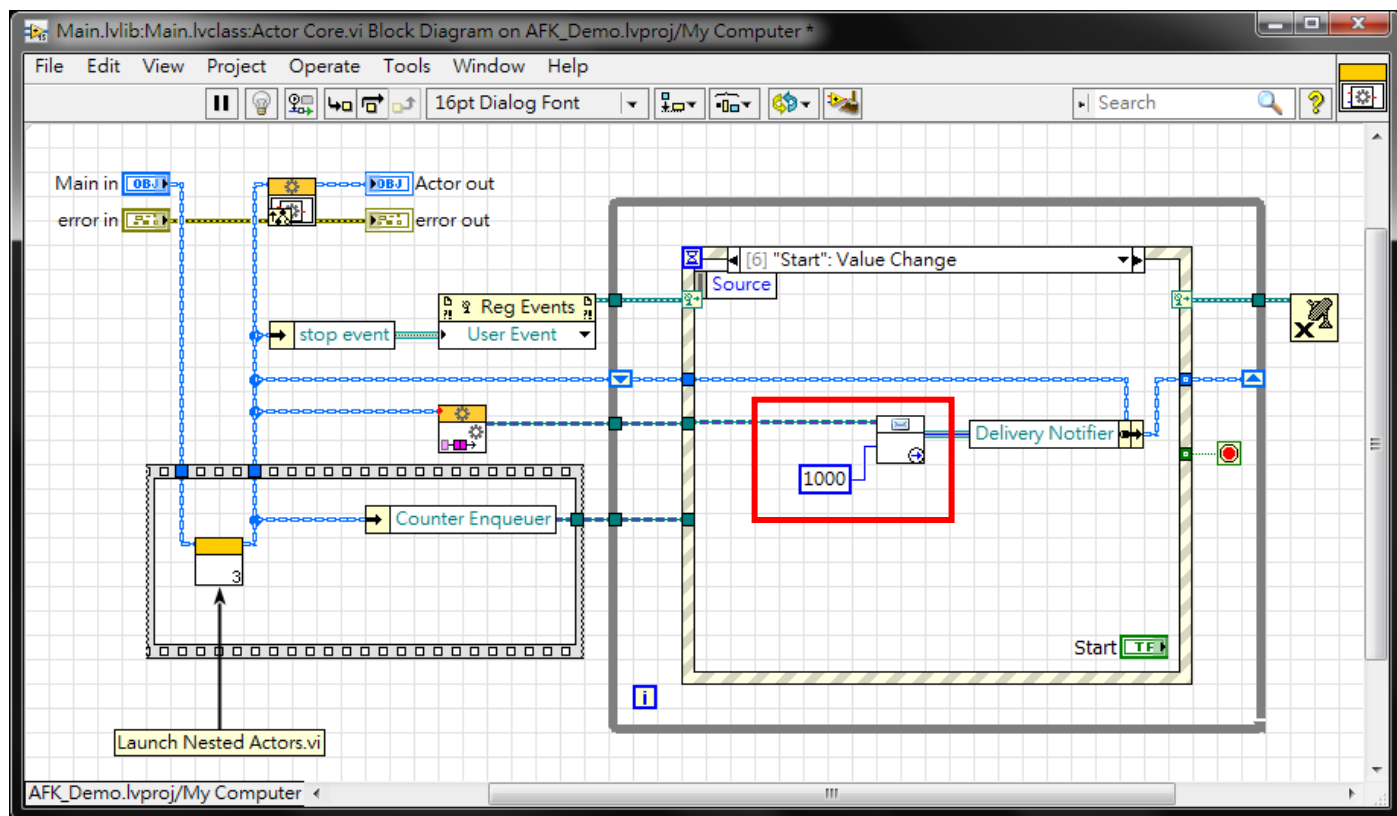 Main.lvlib:Main.lvclass:Actor Core.vi Block Diagram on AFK_Demo.lvproj/My Computer *
File Edit View Project Operate Tools Window Help
16pt Dialog Font
Search
Main in OBJ
OBJ Actor out
error in
error out
[6] "Start": Value Change
Source
Reg Events
stop event
User Event
Delivery Notifier
1000
Counter Enqueuer
3
Start TF
i
Launch Nested Actors.vi
AFK_Demo.lvproj/My Computer